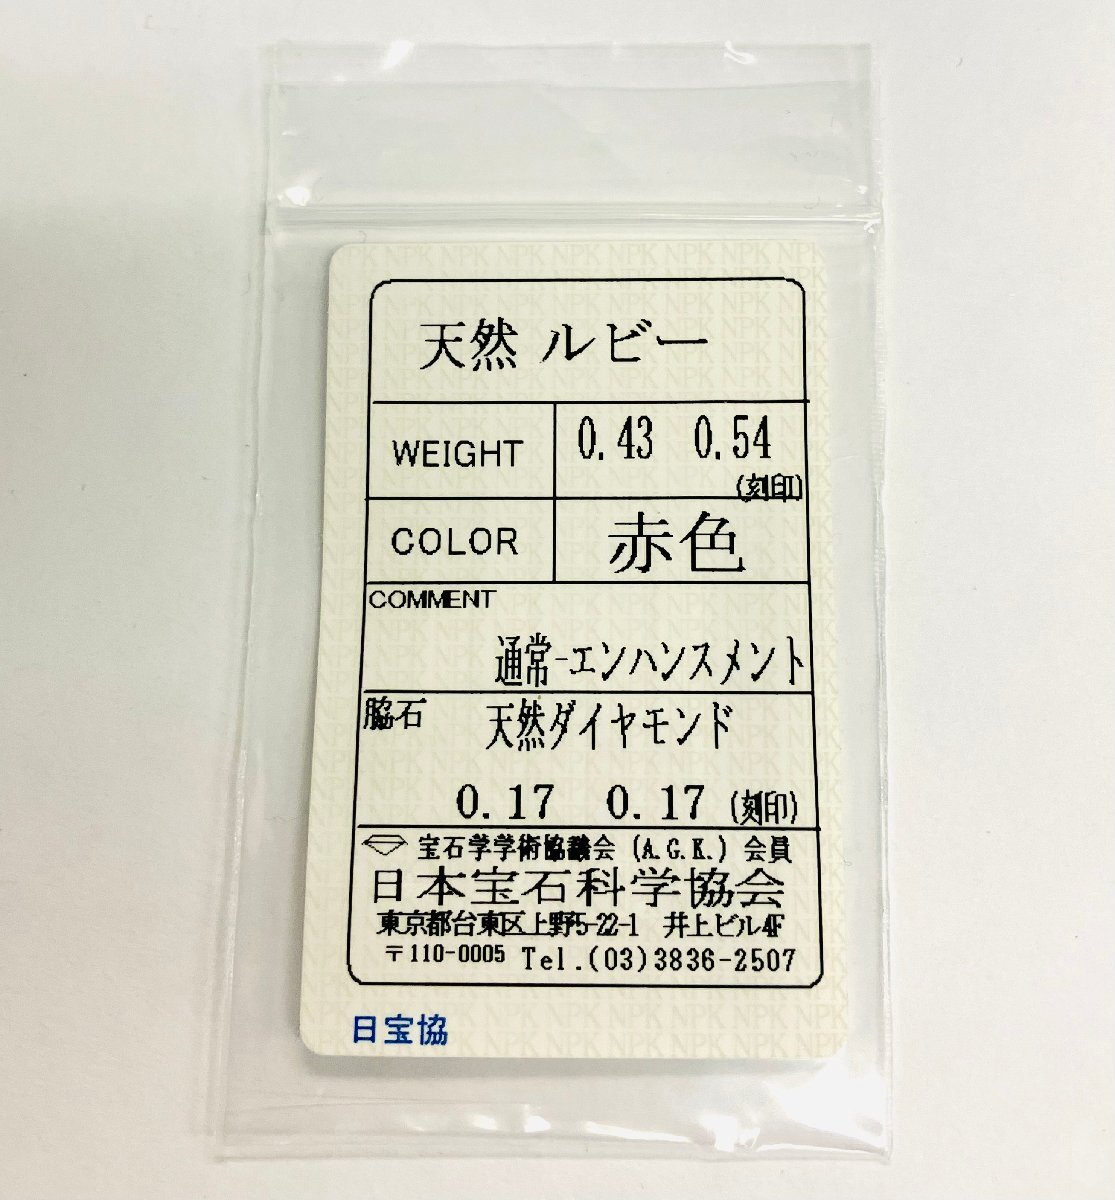 天然 ルビー
WEIGHT 0.43 0.54
(刻印)
COLOR 赤色
COMMENT
通常-エンハンスメント
脇石 天然ダイヤモンド
0.17 0.17 (刻印)
宝石学学術協議会 (A.G.K.) 会員
日本宝石科学協会
東京都台東区上野5-22-1 井上ビル4F
〒110-0005 Tel.(03)3836-2507
日宝協